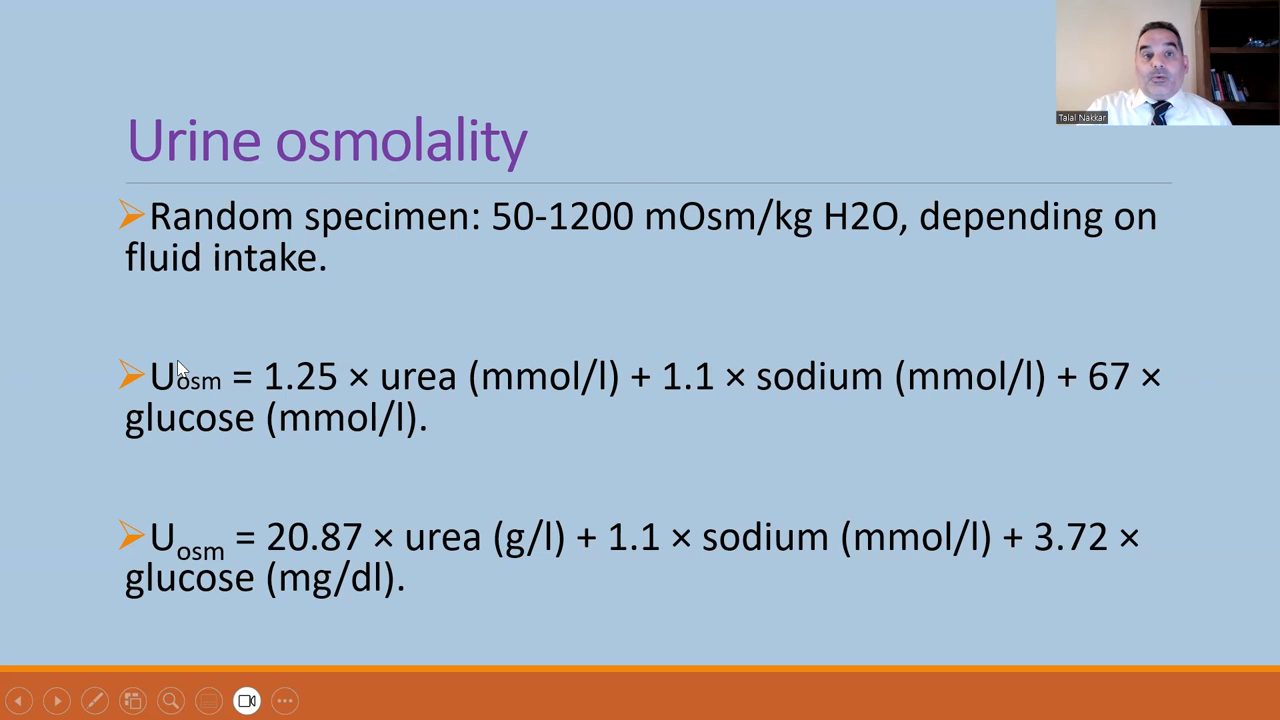 Talal Nakkar
Urine osmolality
➢Random specimen: 50-1200 mOsm/kg H2O, depending on
fluid intake.
➢Uosm = 1.25 × urea (mmol/l) + 1.1 × sodium (mmol/l) + 67 ×
glucose (mmol/l).
➢Uosm = 20.87 × urea (g/l) + 1.1 × sodium (mmol/l) + 3.72 ×
glucose (mg/dl).